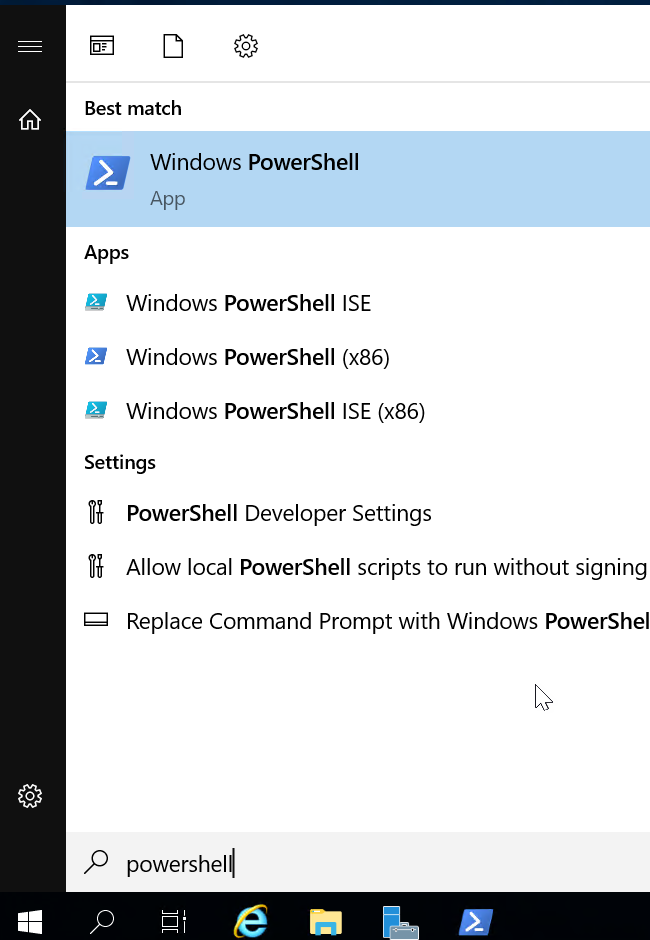 Best match
Windows PowerShell
App
Apps
Windows PowerShell ISE
Windows PowerShell (x86)
Windows PowerShell ISE (x86)
Settings
PowerShell Developer Settings
Allow local PowerShell scripts to run without signing
Replace Command Prompt with Windows PowerShel
powershell